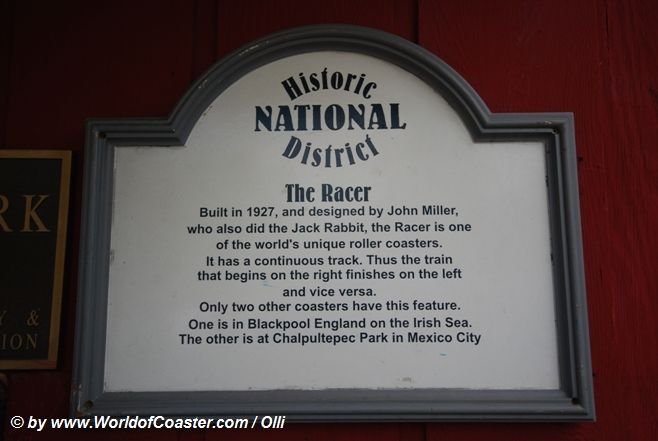 Historic
NATIONAL
District
The Racer
Built in 1927, and designed by John Miller,
who also did the Jack Rabbit, the Racer is one
of the world's unique roller coasters.
It has a continuous track. Thus the train
that begins on the right finishes on the left
and vice versa.
Only two other coasters have this feature.
One is in Blackpool England on the Irish Sea.
The other is at Chalpultepec Park in Mexico City
RK
Y &
ION
© by www.WorldofCoaster.com / Olli